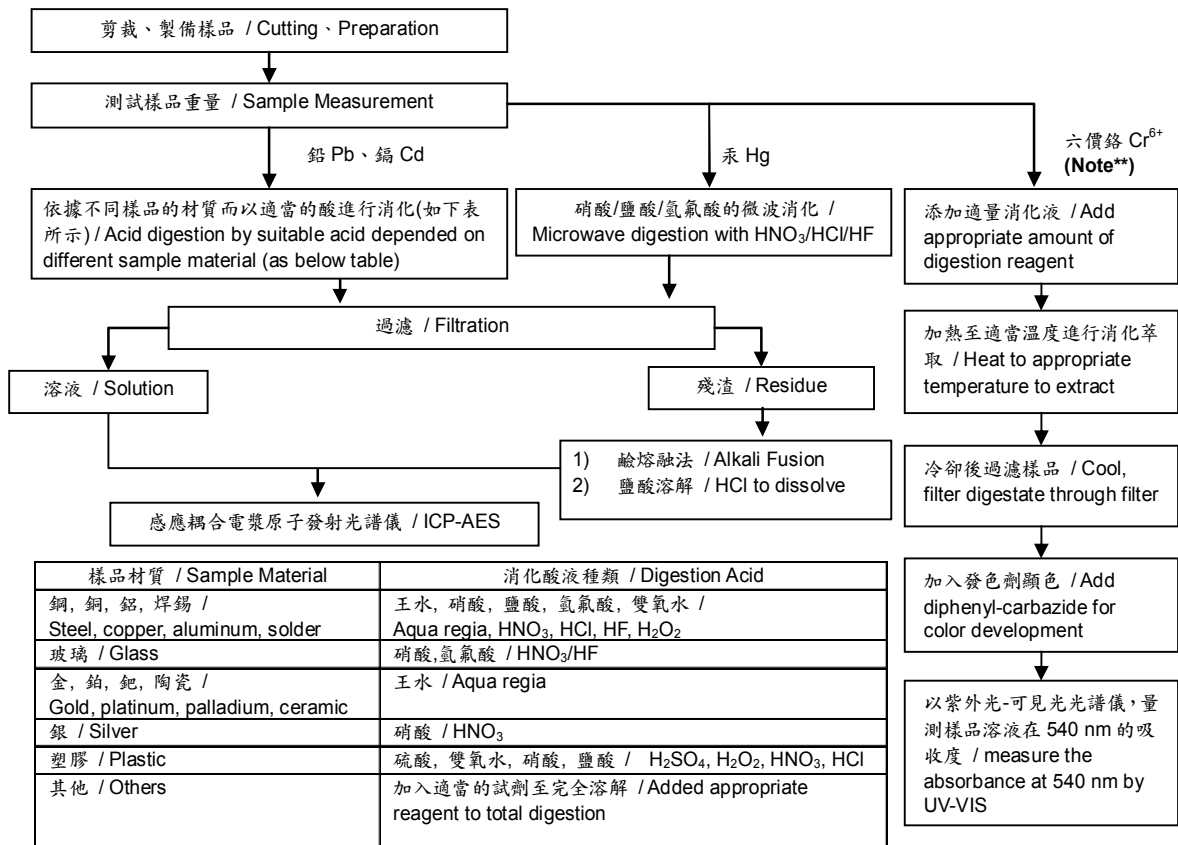 剪裁、製備樣品 / Cutting、Preparation
測試樣品重量 / Sample Measurement
鉛 Pb、鎘 Cd
汞 Hg
六價鉻 Cr⁶⁺
(Note**)
依據不同樣品的材質而以適當的酸進行消化(如下表
所示) / Acid digestion by suitable acid depended on
different sample material (as below table)
硝酸/鹽酸/氫氟酸的微波消化 /
Microwave digestion with HNO₃/HCl/HF
添加適量消化液 / Add
appropriate amount of
digestion reagent
過濾 / Filtration
加熱至適當溫度進行消化萃
取 / Heat to appropriate
temperature to extract
溶液 / Solution
殘渣 / Residue
1) 鹼熔融法 / Alkali Fusion
2) 鹽酸溶解 / HCl to dissolve
冷卻後過濾樣品 / Cool,
filter digestate through filter
感應耦合電漿原子發射光譜儀 / ICP-AES
加入發色劑顯色 / Add
diphenyl-carbazide for
color development
以紫外光-可見光光譜儀，量
測樣品溶液在 540 nm 的吸
收度 / measure the
absorbance at 540 nm by
UV-VIS
樣品材質 / Sample Material
消化酸液種類 / Digestion Acid
鋼, 銅, 鋁, 焊錫 /
Steel, copper, aluminum, solder
王水, 硝酸, 鹽酸, 氫氟酸, 雙氧水 /
Aqua regia, HNO₃, HCl, HF, H₂O₂
玻璃 / Glass
硝酸,氫氟酸 / HNO₃/HF
金, 鉑, 鈀, 陶瓷 /
Gold, platinum, palladium, ceramic
王水 / Aqua regia
銀 / Silver
硝酸 / HNO₃
塑膠 / Plastic
硫酸, 雙氧水, 硝酸, 鹽酸 / H₂SO₄, H₂O₂, HNO₃, HCl
其他 / Others
加入適當的試劑至完全溶解 / Added appropriate
reagent to total digestion